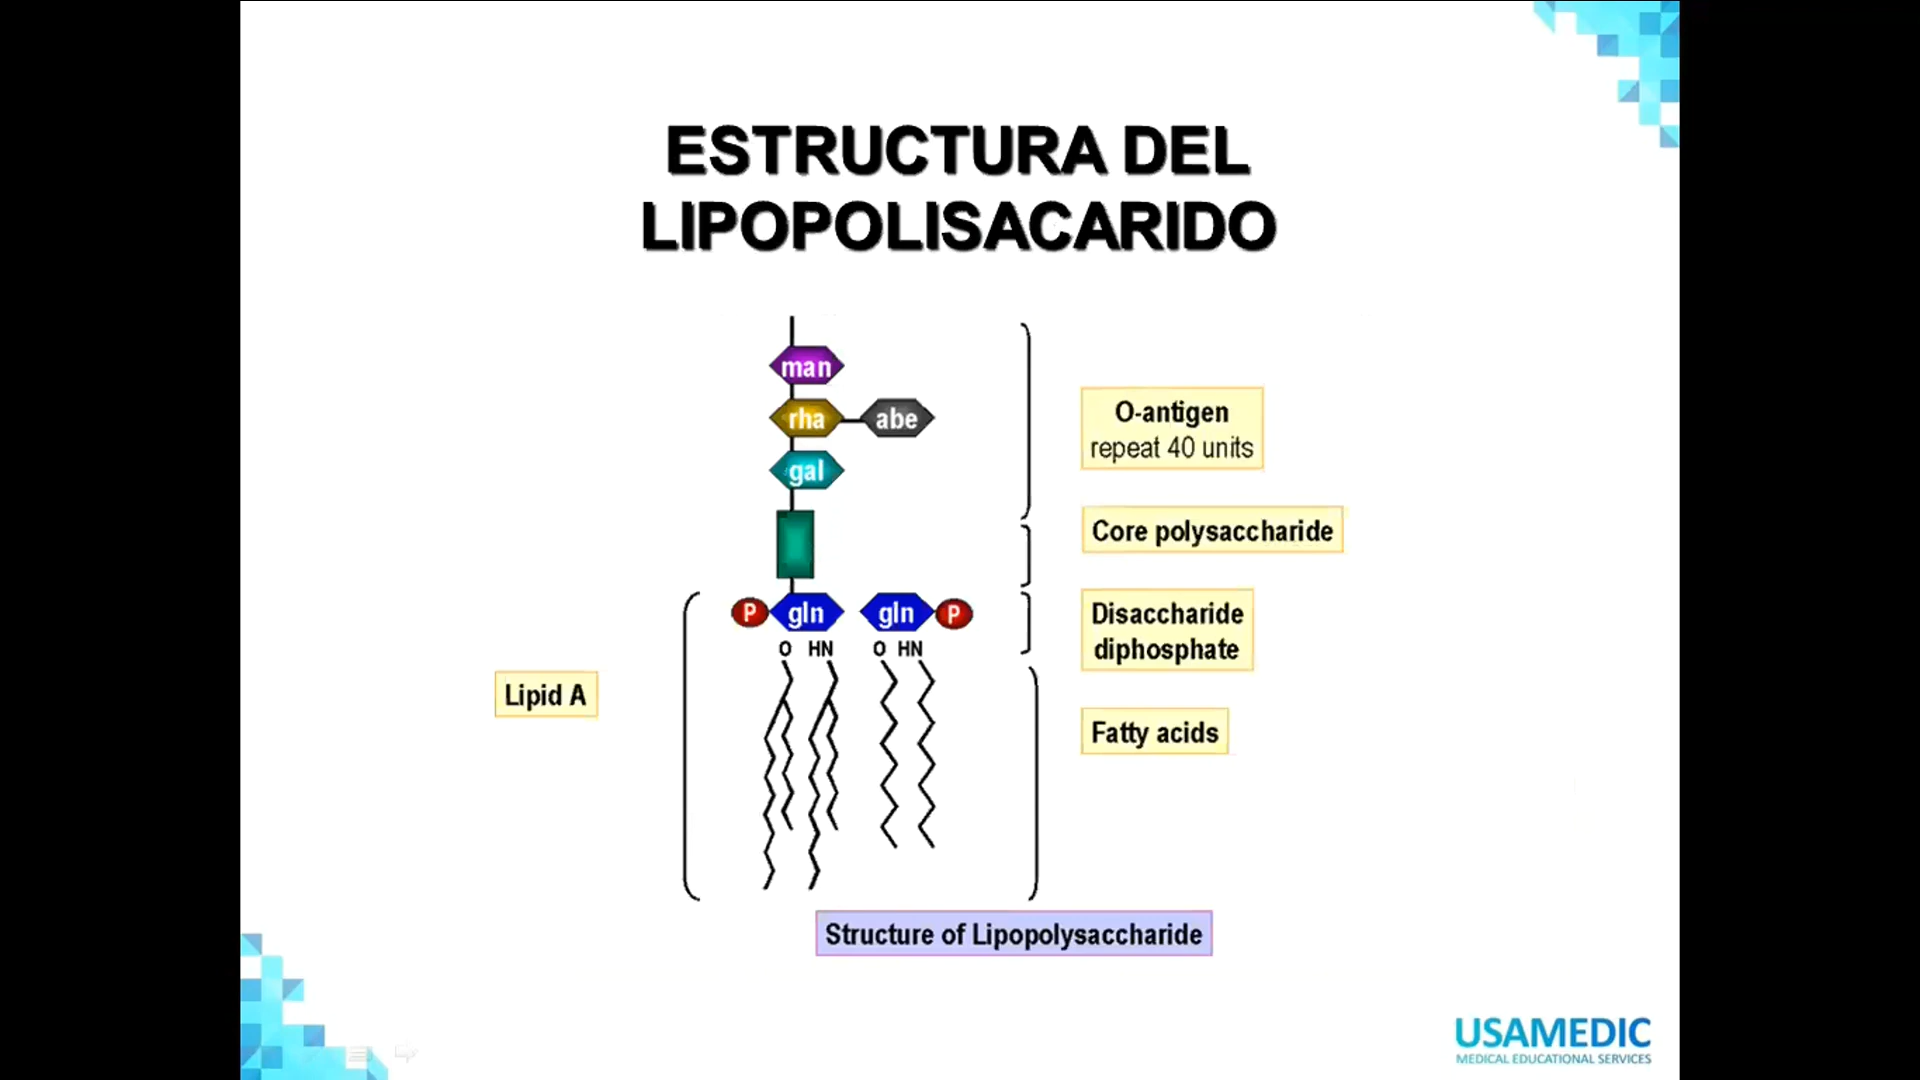 ESTRUCTURA DEL
LIPOPOLISACARIDO
man
rha
abe
gal
O-antigen
repeat 40 units
Core polysaccharide
P
gln
gln
P
O HN
O HN
Disaccharide
diphosphate
Lipid A
Fatty acids
Structure of Lipopolysaccharide
USAMEDIC
MEDICAL EDUCATIONAL SERVICES